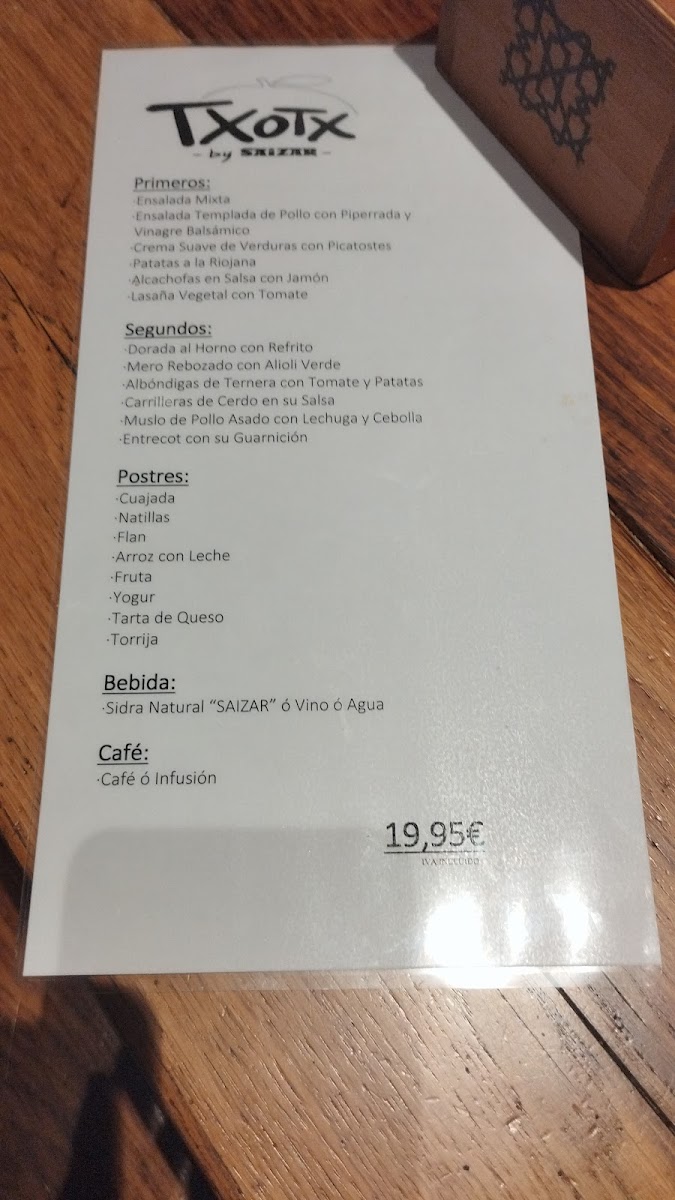 TXOTX
- by SAIZAR -
Primeros:
·Ensalada Mixta
·Ensalada Templada de Pollo con Piperrada y
Vinagre Balsámico
·Crema Suave de Verduras con Picatostes
·Patatas a la Riojana
·Alcachofas en Salsa con Jamón
·Lasaña Vegetal con Tomate
Segundos:
·Dorada al Horno con Refrito
·Mero Rebozado con Alioli Verde
·Albóndigas de Ternera con Tomate y Patatas
·Carrilleras de Cerdo en su Salsa
·Muslo de Pollo Asado con Lechuga y Cebolla
·Entrecot con su Guarnición
Postres:
·Cuajada
·Natillas
·Flan
·Arroz con Leche
·Fruta
·Yogur
·Tarta de Queso
·Torrija
Bebida:
·Sidra Natural “SAIZAR” ó Vino ó Agua
Café:
·Café ó Infusión
19,95€
IVA INCLUIDO